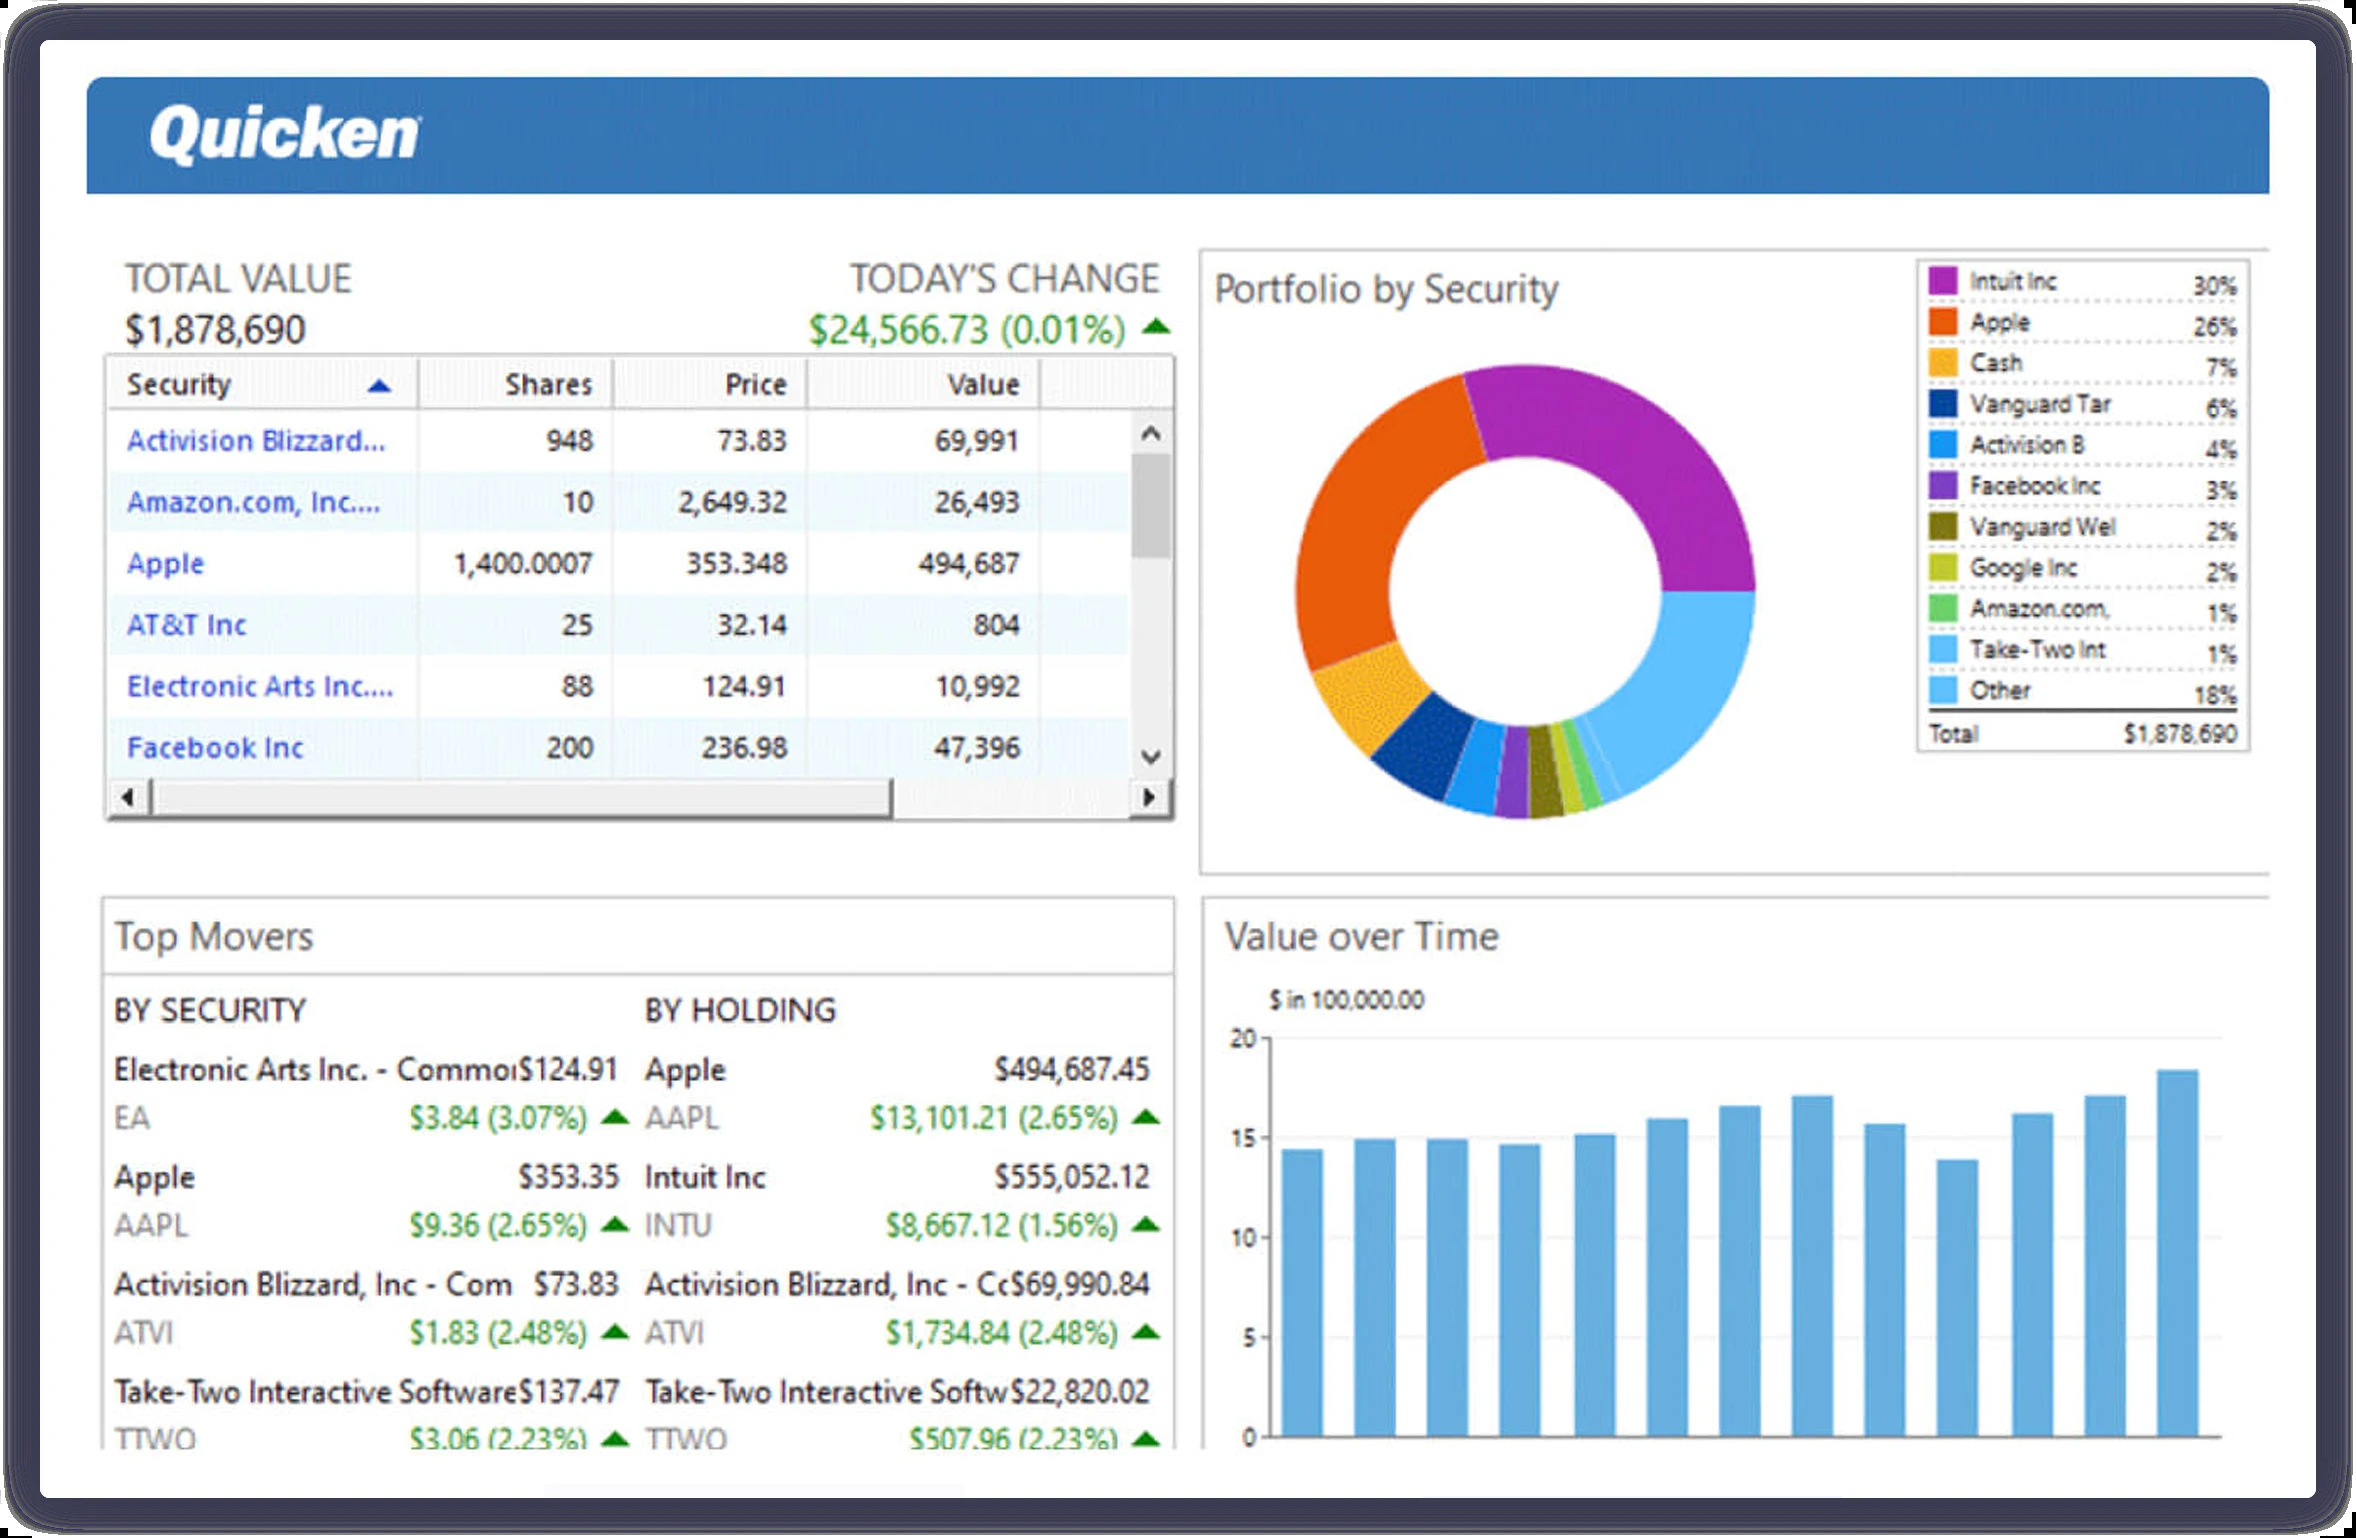 Quicken
TOTAL VALUE TODAY'S CHANGE
$1,878,690 $24,566.73 (0.01%)
Security Shares Price Value
Activision Blizzard... 948 73.83 69,991
Amazon.com, Inc.... 10 2,649.32 26,493
Apple 1,400.0007 353.348 494,687
AT&T Inc 25 32.14 804
Electronic Arts Inc.... 88 124.91 10,992
Facebook Inc 200 236.98 47,396
Portfolio by Security
Intuit Inc 30%
Apple 26%
Cash 7%
Vanguard Tar 6%
Activision B 4%
Facebook Inc 3%
Vanguard Wel 2%
Google Inc 2%
Amazon.com, 1%
Take-Two Int 1%
Other 18%
Total $1,878,690
Top Movers
BY SECURITY BY HOLDING
Electronic Arts Inc. - Commo $124.91 Apple $494,687.45
EA $3.84 (3.07%) AAPL $13,101.21 (2.65%)
Apple $353.35 Intuit Inc $555,052.12
AAPL $9.36 (2.65%) INTU $8,667.12 (1.56%)
Activision Blizzard, Inc - Com $73.83 Activision Blizzard, Inc - Cc $69,990.84
ATVI $1.83 (2.48%) ATVI $1,734.84 (2.48%)
Take-Two Interactive Software $137.47 Take-Two Interactive Softw $22,820.02
TTWO $3.06 (2.23%) TTWO $507.96 (2.23%)
Value over Time
$ in 100,000.00
20
15
10
5
0